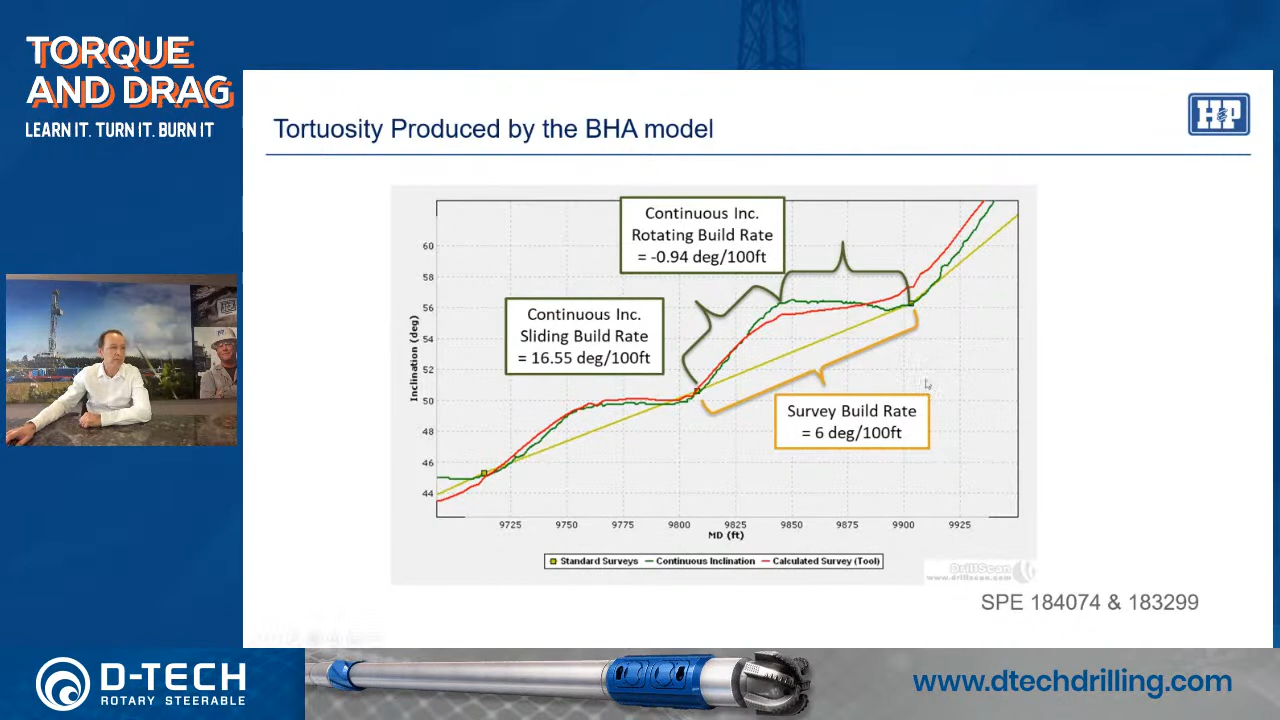 TORQUE
AND DRAG
LEARN IT. TURN IT. BURN IT
Tortuosity Produced by the BHA model
H&P
Continuous Inc.
Rotating Build Rate
= -0.94 deg/100ft
Continuous Inc.
Sliding Build Rate
= 16.55 deg/100ft
Survey Build Rate
= 6 deg/100ft
Inclination (deg)
60
58
56
54
52
50
48
46
44
9725 9750 9775 9800 9825 9850 9875 9900 9925
MD (ft)
Standard Surveys Continuous Inclination Calculated Survey (Tool)
DrillScan
www.drillscan.com
SPE 184074 & 183299
D-TECH
ROTARY STEERABLE
www.dtechdrilling.com